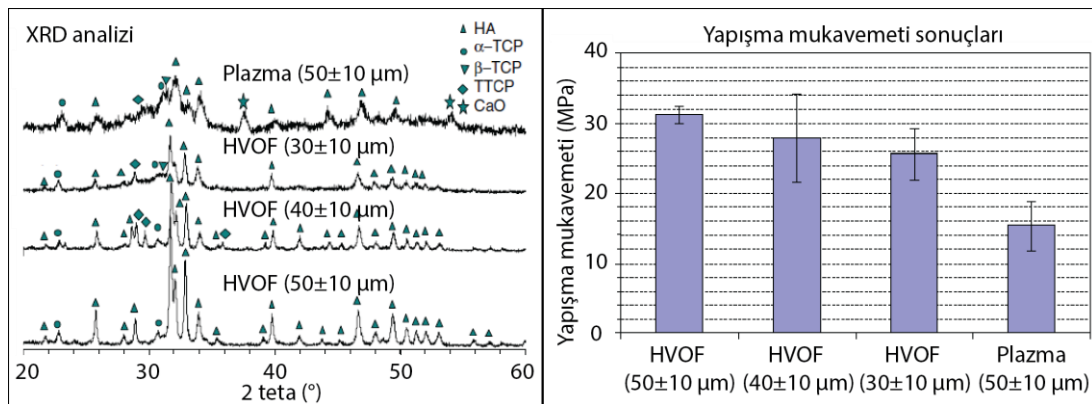 XRD analizi
HA
α–TCP
β–TCP
TTCP
CaO
Plazma (50±10 µm)
HVOF (30±10 µm)
HVOF (40±10 µm)
HVOF (50±10 µm)
20 30 40 50 60
2 teta (°)
Yapışma mukavemeti sonuçları
Yapışma mukavemeti (MPa)
40
30
20
10
0
HVOF HVOF HVOF Plazma
(50±10 µm) (40±10 µm) (30±10 µm) (50±10 µm)